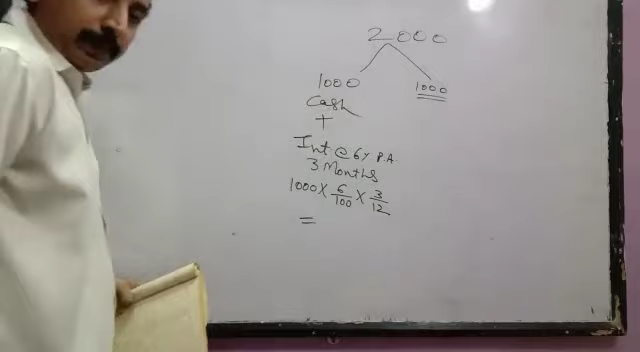 2000
1000 1000
Cash
+
Int @ 6% P.A
3 Months
1000 X 6/100 X 3/12
=